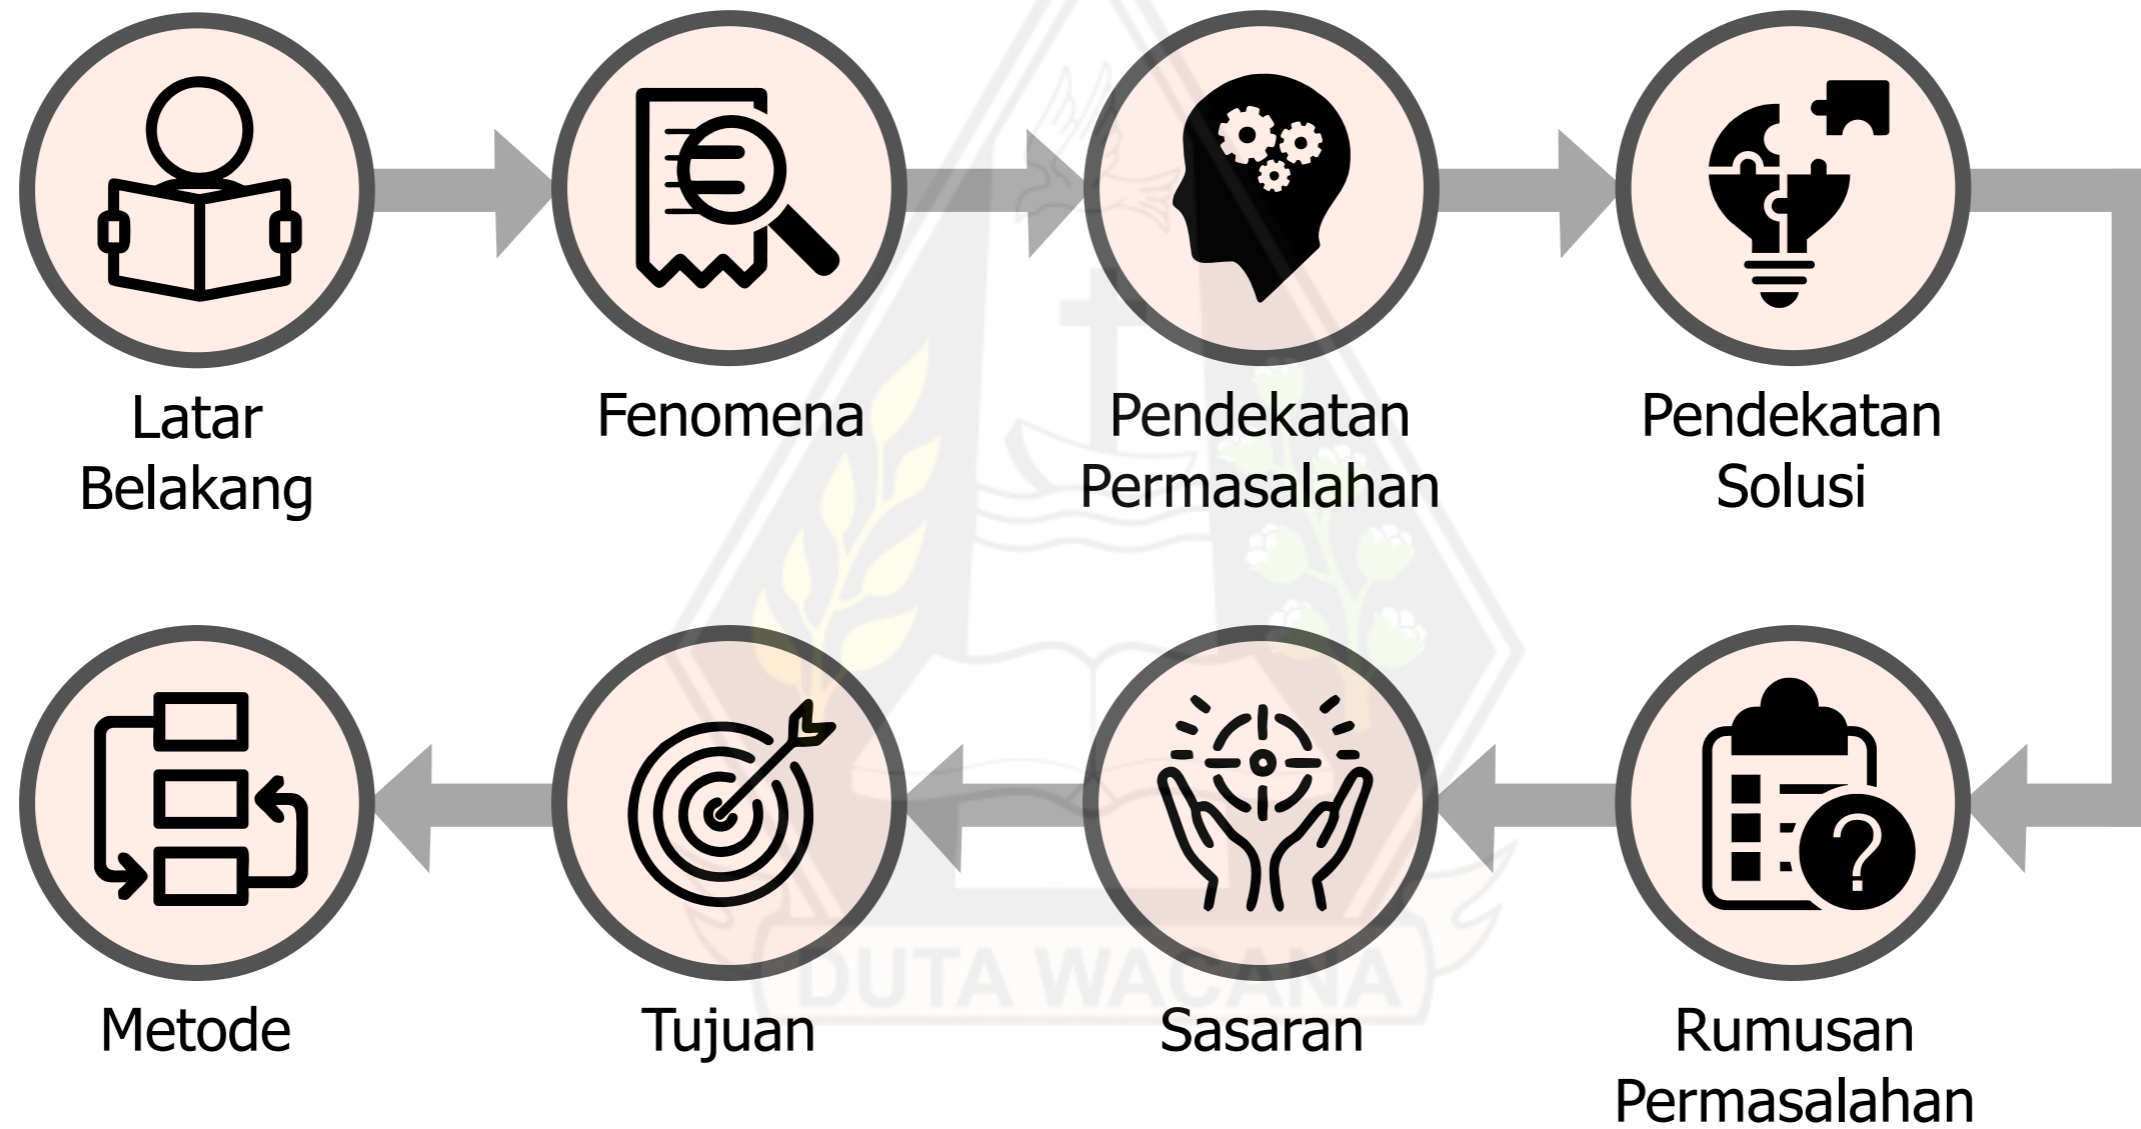 Latar
Belakang
Fenomena
Pendekatan
Permasalahan
Pendekatan
Solusi
Rumusan
Permasalahan
Sasaran
Tujuan
Metode
?
DUTA WACANA